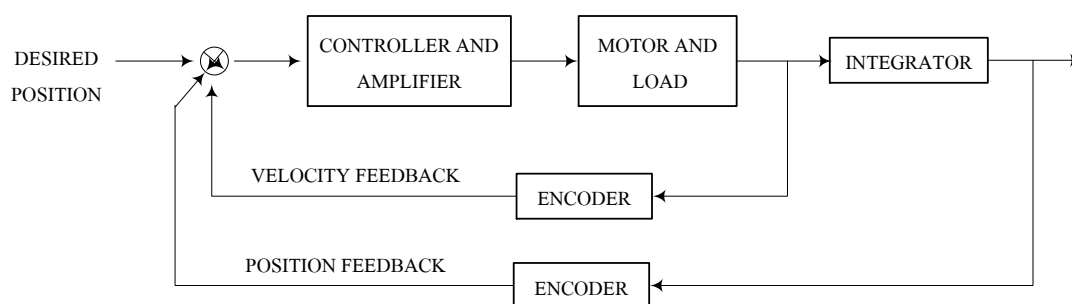 DESIRED
POSITION
CONTROLLER AND
AMPLIFIER
MOTOR AND
LOAD
INTEGRATOR
VELOCITY FEEDBACK
ENCODER
POSITION FEEDBACK
ENCODER